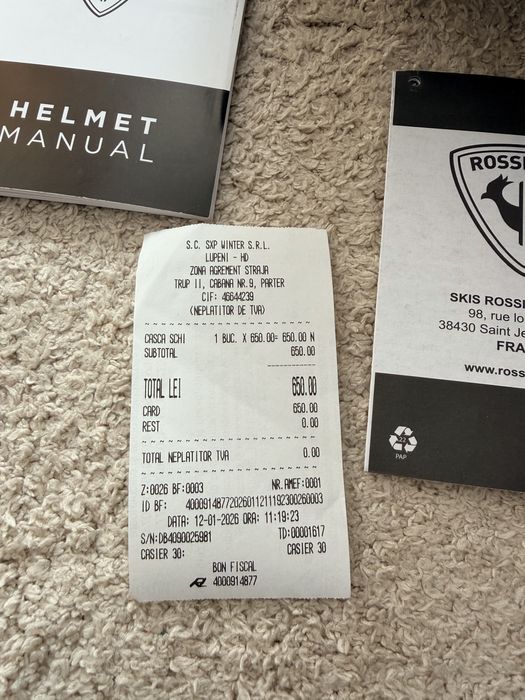 HELMET
MANUAL
S.C. SXP WINTER S.R.L.
LUPENI - HD
ZONA AGREMENT STRAJA
TRUP II, CABANA NR.9, PARTER
CIF: 46644239
(NEPLATITOR DE TVA)
CASCA SCHI 1 BUC. X 650.00= 650.00 N
SUBTOTAL 650.00
TOTAL LEI 650.00
CARD 650.00
REST 0.00
TOTAL NEPLATITOR TVA 0.00
Z:0026 BF:0003 NR.AMEF:0001
ID BF: 40009148772026011211192300260003
DATA: 12-01-2026 ORA: 11:19:23
S/N:DB4090025981 TD:00001617
CASIER 30: CASIER 30
BON FISCAL
4000914877
ROSSI
SKIS ROSSI
98, rue
38430 Saint Je
FRA
www.ross
22
PAP